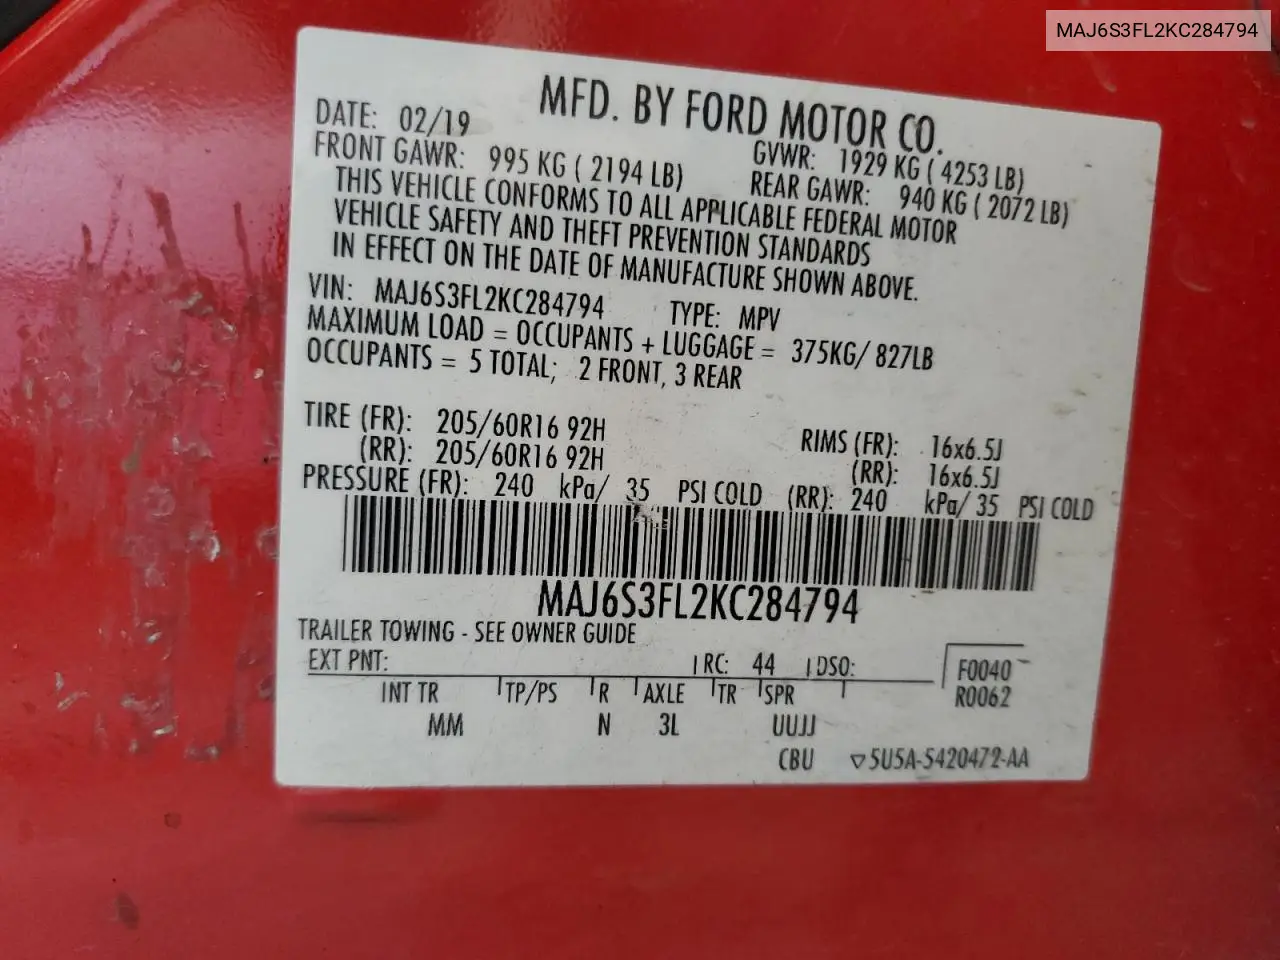 MAJ6S3FL2KC284794
MFD. BY FORD MOTOR CO.
DATE: 02/19
GVWR: 1929 KG ( 4253 LB)
FRONT GAWR: 995 KG ( 2194 LB)
REAR GAWR: 940 KG ( 2072 LB)
THIS VEHICLE CONFORMS TO ALL APPLICABLE FEDERAL MOTOR
VEHICLE SAFETY AND THEFT PREVENTION STANDARDS
IN EFFECT ON THE DATE OF MANUFACTURE SHOWN ABOVE.
VIN: MAJ6S3FL2KC284794 TYPE: MPV
MAXIMUM LOAD = OCCUPANTS + LUGGAGE = 375KG/ 827LB
OCCUPANTS = 5 TOTAL; 2 FRONT, 3 REAR
TIRE (FR): 205/60R16 92H RIMS (FR): 16x6.5J
(RR): 205/60R16 92H (RR): 16x6.5J
PRESSURE (FR): 240 kPa/ 35 PSI COLD (RR): 240 kPa/ 35 PSI COLD
MAJ6S3FL2KC284794
TRAILER TOWING - SEE OWNER GUIDE
EXT PNT: RC: 44 DSO: F0040
INT TR TP/PS R AXLE TR SPR R0062
MM N 3L UUJJ
CBU ▽5U5A-5420472-AA